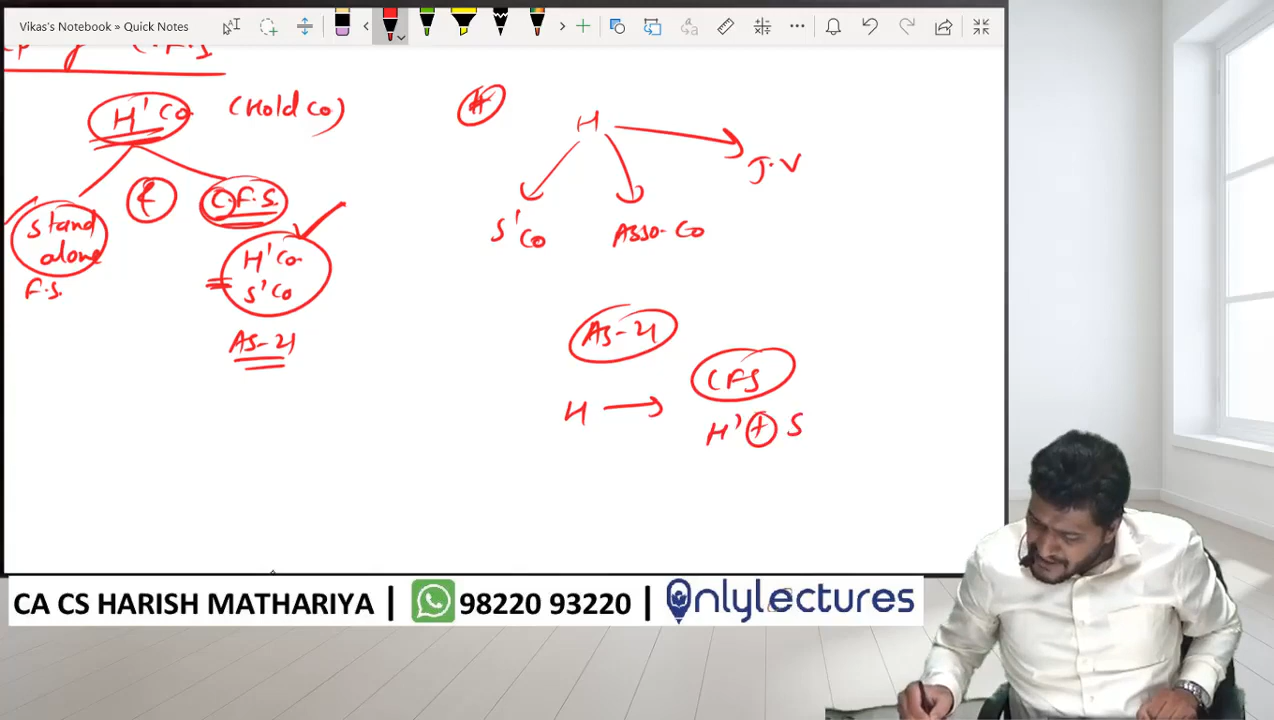 Vikas's Notebook » Quick Notes
C.F.S
H' Co. (Hold Co)
Stand alone F.S.
&
C.F.S.
H' Co.
S' Co
AS-21
H
S' Co
Asso. Co
J.V
AS-21
CFS
H → H' + S
CA CS HARISH MATHARIYA | 98220 93220 | Onlylectures